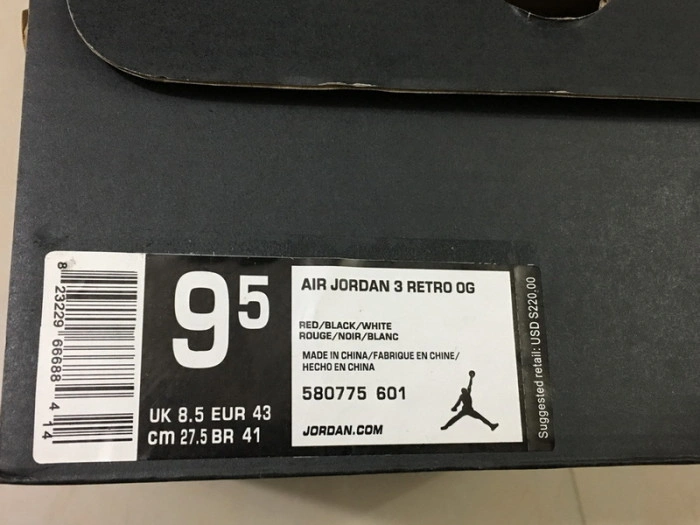 8 23229 66688 4 14
9.5
UK 8.5 EUR 43
cm 27.5 BR 41
AIR JORDAN 3 RETRO OG
RED/BLACK/WHITE
ROUGE/NOIR/BLANC
MADE IN CHINA/FABRIQUE EN CHINE/
HECHO EN CHINA
580775 601
JORDAN.COM
Suggested retail: USD S220.00